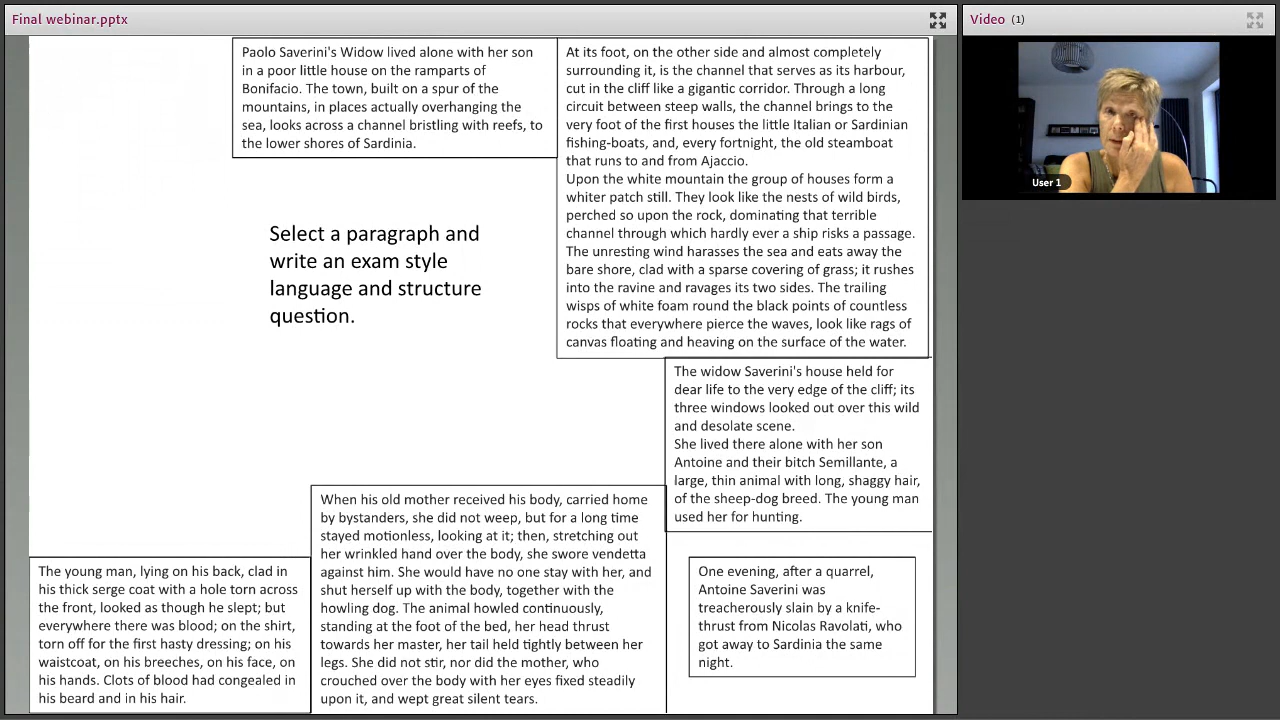 Final webinar.pptx
Video (1)
Paolo Saverini's Widow lived alone with her son
in a poor little house on the ramparts of
Bonifacio. The town, built on a spur of the
mountains, in places actually overhanging the
sea, looks across a channel bristling with reefs, to
the lower shores of Sardinia.
At its foot, on the other side and almost completely
surrounding it, is the channel that serves as its harbour,
cut in the cliff like a gigantic corridor. Through a long
circuit between steep walls, the channel brings to the
very foot of the first houses the little Italian or Sardinian
fishing-boats, and, every fortnight, the old steamboat
that runs to and from Ajaccio.
Upon the white mountain the group of houses form a
whiter patch still. They look like the nests of wild birds,
perched so upon the rock, dominating that terrible
channel through which hardly ever a ship risks a passage.
The unresting wind harasses the sea and eats away the
bare shore, clad with a sparse covering of grass; it rushes
into the ravine and ravages its two sides. The trailing
wisps of white foam round the black points of countless
rocks that everywhere pierce the waves, look like rags of
canvas floating and heaving on the surface of the water.
User 1
Select a paragraph and
write an exam style
language and structure
question.
The widow Saverini's house held for
dear life to the very edge of the cliff; its
three windows looked out over this wild
and desolate scene.
She lived there alone with her son
Antoine and their bitch Semillante, a
large, thin animal with long, shaggy hair,
of the sheep-dog breed. The young man
used her for hunting.
One evening, after a quarrel,
Antoine Saverini was
treacherously slain by a knife-
thrust from Nicolas Ravolati, who
got away to Sardinia the same
night.
When his old mother received his body, carried home
by bystanders, she did not weep, but for a long time
stayed motionless, looking at it; then, stretching out
her wrinkled hand over the body, she swore vendetta
against him. She would have no one stay with her, and
shut herself up with the body, together with the
howling dog. The animal howled continuously,
standing at the foot of the bed, her head thrust
towards her master, her tail held tightly between her
legs. She did not stir, nor did the mother, who
crouched over the body with her eyes fixed steadily
upon it, and wept great silent tears.
The young man, lying on his back, clad in
his thick serge coat with a hole torn across
the front, looked as though he slept; but
everywhere there was blood; on the shirt,
torn off for the first hasty dressing; on his
waistcoat, on his breeches, on his face, on
his hands. Clots of blood had congealed in
his beard and in his hair.